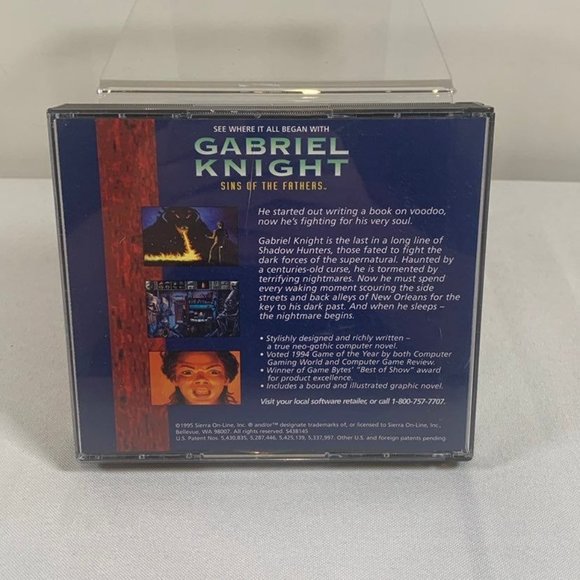 SEE WHERE IT ALL BEGAN WITH
GABRIEL
KNIGHT
SINS OF THE FATHERS™
He started out writing a book on voodoo,
now he's fighting for his very soul.
Gabriel Knight is the last in a long line of
Shadow Hunters, those fated to fight the
dark forces of the supernatural. Haunted by
a centuries-old curse, he is tormented by
terrifying nightmares. Now he must spend
every waking moment scouring the side
streets and back alleys of New Orleans for the
key to his dark past. And when he sleeps –
the nightmare begins.
• Stylishly designed and richly written –
a true neo-gothic computer novel.
• Voted 1994 Game of the Year by both Computer
Gaming World and Computer Game Review.
• Winner of Game Bytes' "Best of Show" award
for product excellence.
• Includes a bound and illustrated graphic novel.
Visit your local software retailer, or call 1-800-757-7707.
©1995 Sierra On-Line, Inc. ® and/or™ designate trademarks of, or licensed to Sierra On-Line, Inc.,
Bellevue, WA 98007. All rights reserved. S438145
U.S. Patent Nos. 5,430,835, 5,287,446, 5,425,139, 5,337,997. Other U.S. and foreign patents pending